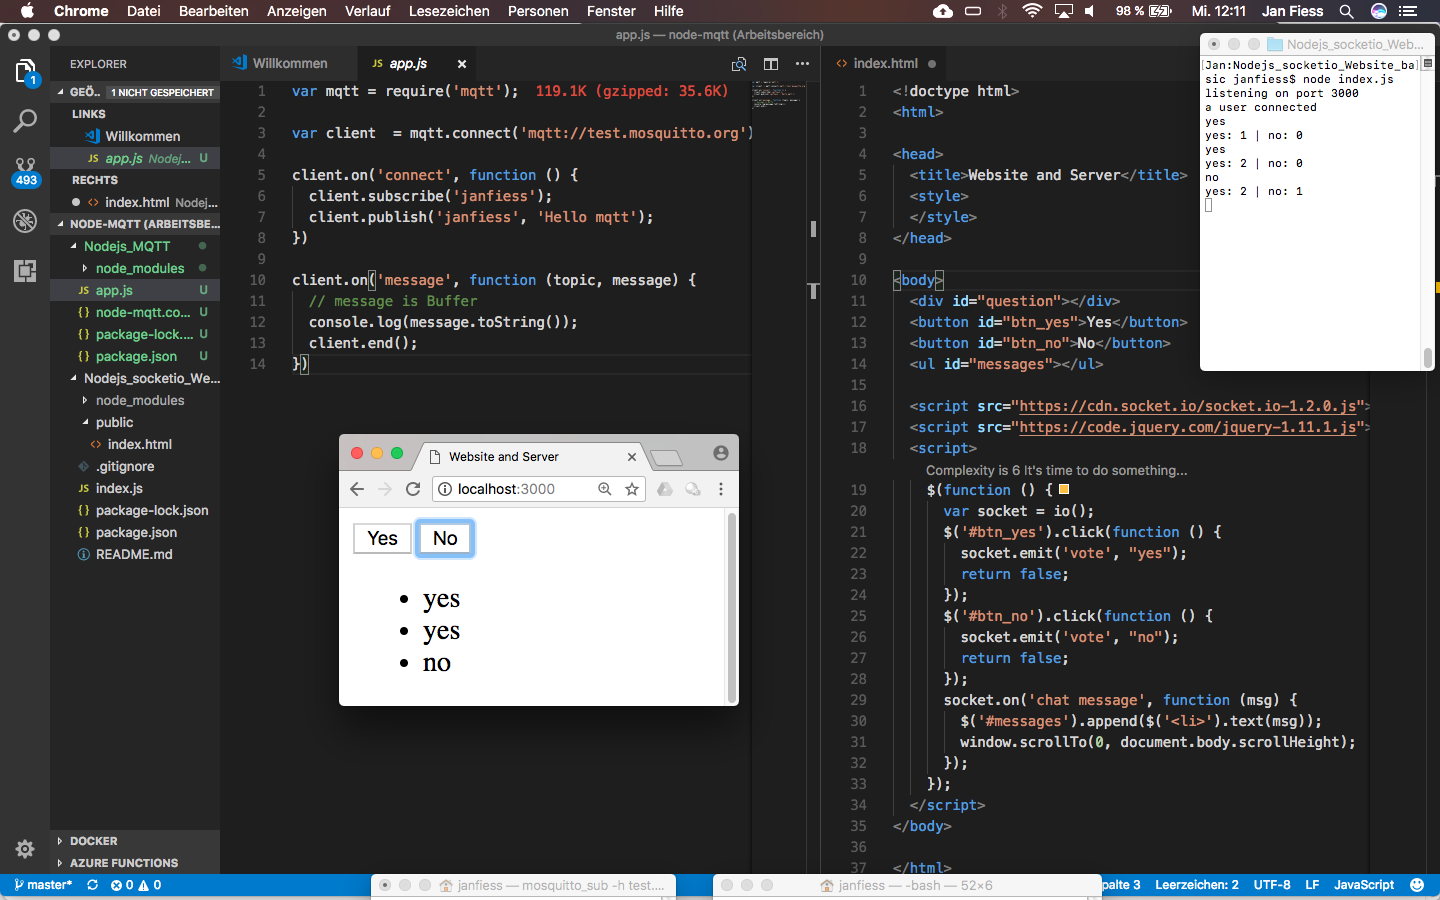 Chrome Datei Bearbeiten Anzeigen Verlauf Lesezeichen Personen Fenster Hilfe 98 % Mi. 12:11 Jan Fiess
app.js — node-mqtt (Arbeitsbereich)
EXPLORER
GEÖ.. 1 NICHT GESPEICHERT
LINKS
Willkommen
JS app.js Nodej... U
RECHTS
index.html Nodej...
NODE-MQTT (ARBEITSBE...
Nodejs_MQTT
node_modules
JS app.js U
{} node-mqtt.co... U
{} package-lock.... U
{} package.json U
Nodejs_socketio_We...
node_modules
public
<> index.html
.gitignore
JS index.js
{} package-lock.json
{} package.json
README.md
DOCKER
AZURE FUNCTIONS
1
493
Willkommen
JS app.js ×
1 var mqtt = require('mqtt'); 119.1K (gzipped: 35.6K)
2
3 var client  = mqtt.connect('mqtt://test.mosquitto.org')
4
5 client.on('connect', function () {
6   client.subscribe('janfiess');
7   client.publish('janfiess', 'Hello mqtt');
8 })
9
10 client.on('message', function (topic, message) {
11   // message is Buffer
12   console.log(message.toString());
13   client.end();
14 })
<> index.html
1 <!doctype html>
2 <html>
3
4 <head>
5   <title>Website and Server</title>
6   <style>
7   </style>
8 </head>
9
10 <body>
11   <div id="question"></div>
12   <button id="btn_yes">Yes</button>
13   <button id="btn_no">No</button>
14   <ul id="messages"></ul>
15
16   <script src="https://cdn.socket.io/socket.io-1.2.0.js">
17   <script src="https://code.jquery.com/jquery-1.11.1.js">
18   <script>
Complexity is 6 It's time to do something...
19     $(function () {
20       var socket = io();
21       $('#btn_yes').click(function () {
22         socket.emit('vote', "yes");
23         return false;
24       });
25       $('#btn_no').click(function () {
26         socket.emit('vote', "no");
27         return false;
28       });
29       socket.on('chat message', function (msg) {
30         $('#messages').append($('<li>').text(msg));
31         window.scrollTo(0, document.body.scrollHeight);
32       });
33     });
34   </script>
35 </body>
36
37 </html>
Nodejs_socketio_Web...
[Jan:Nodejs_socketio_Website_ba]
sic janfiess$ node index.js
listening on port 3000
a user connected
yes
yes: 1 | no: 0
yes
yes: 2 | no: 0
no
yes: 2 | no: 1
Website and Server ×
localhost:3000
Yes No
• yes
• yes
• no
master* 0 0
janfiess — mosquitto_sub -h test....
janfiess — -bash — 52×6
palte 3 Leerzeichen: 2 UTF-8 LF JavaScript